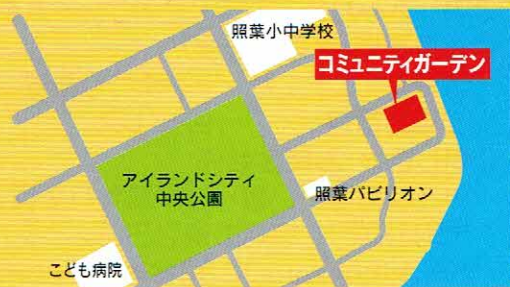 照葉小中学校
コミュニティガーデン
アイランドシティ
中央公園
照葉パビリオン
こども病院